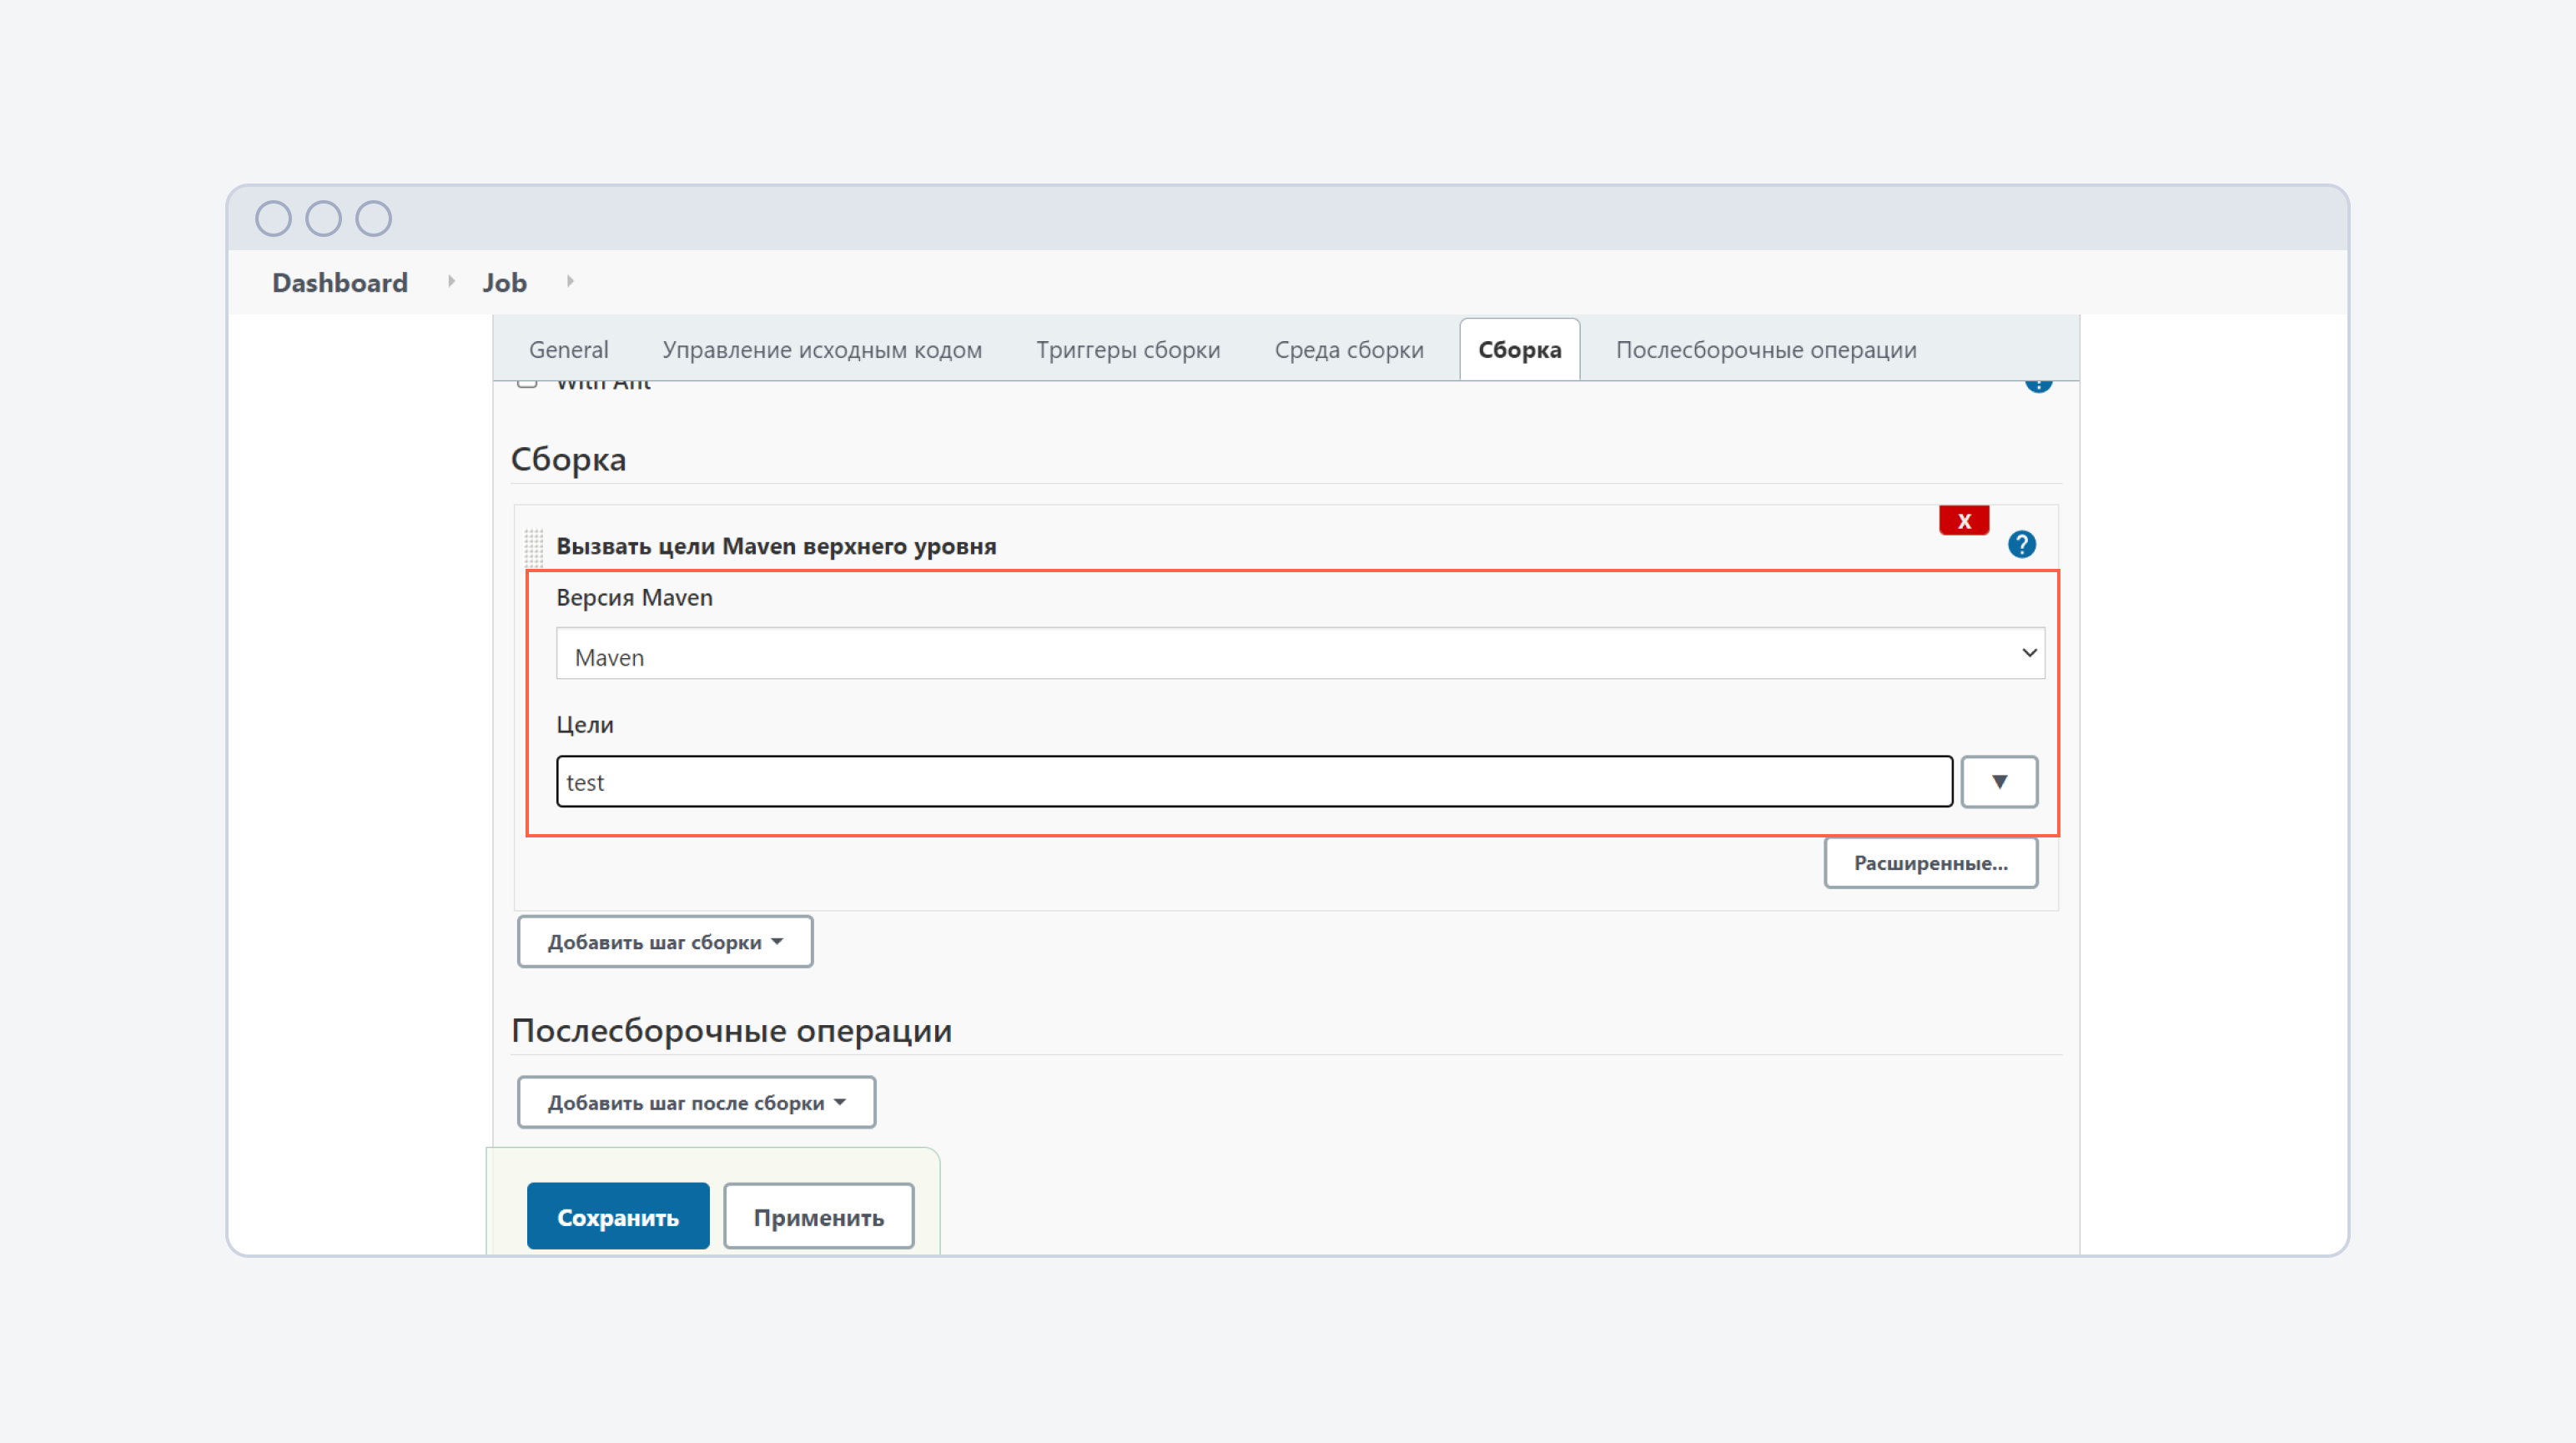 Dashboard Job
General Управление исходным кодом Триггеры сборки Среда сборки Сборка Послесборочные операции
With Ant
Сборка
X
Вызвать цели Maven верхнего уровня ?
Версия Maven
Maven
Цели
test
Расширенные...
Добавить шаг сборки
Послесборочные операции
Добавить шаг после сборки
Сохранить Применить